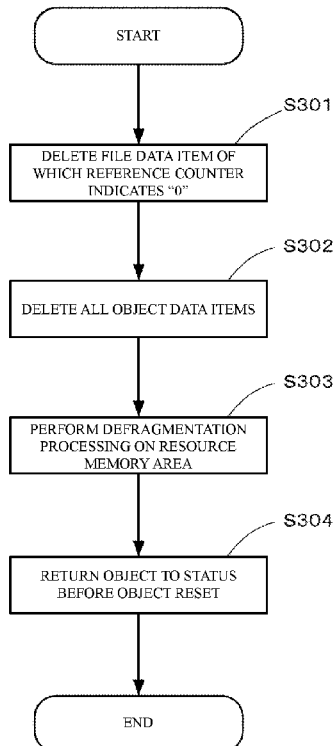 START
S301
DELETE FILE DATA ITEM OF
WHICH REFERENCE COUNTER
INDICATES “0”
S302
DELETE ALL OBJECT DATA ITEMS
S303
PERFORM DEFRAGMENTATION
PROCESSING ON RESOURCE
MEMORY AREA
S304
RETURN OBJECT TO STATUS
BEFORE OBJECT RESET
END